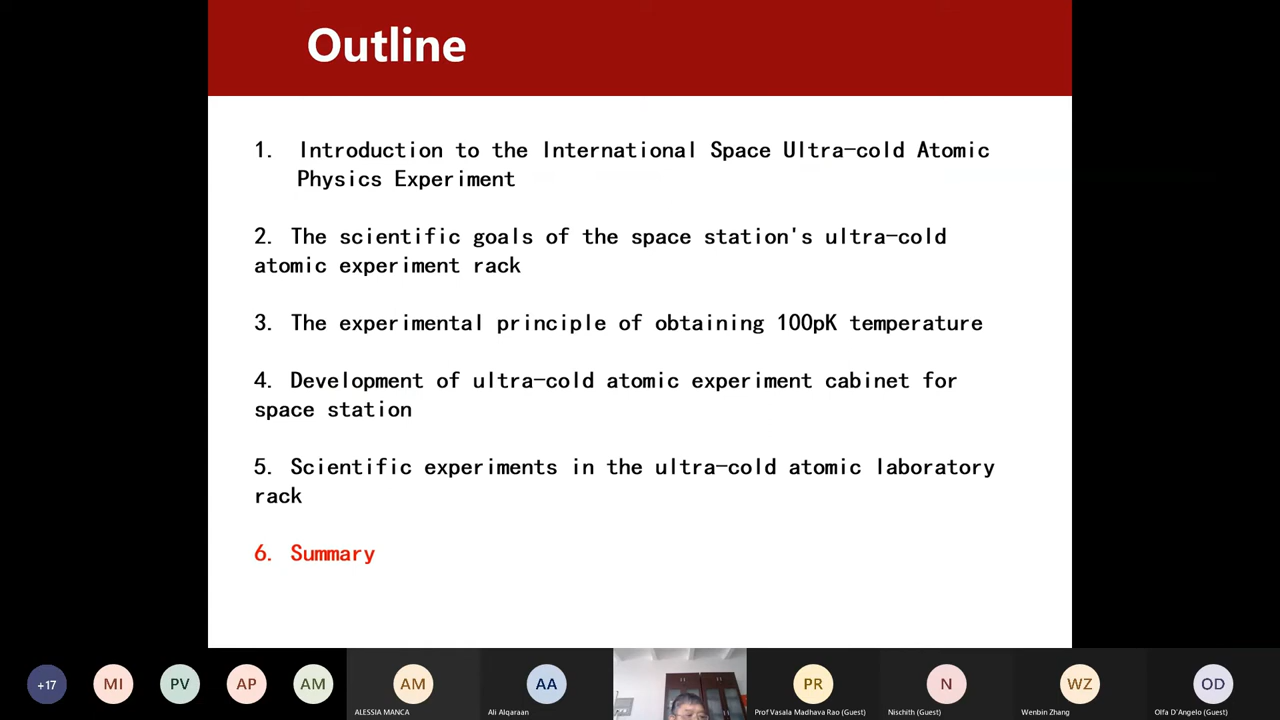 Outline
1. Introduction to the International Space Ultra-cold Atomic
Physics Experiment
2. The scientific goals of the space station's ultra-cold
atomic experiment rack
3. The experimental principle of obtaining 100pK temperature
4. Development of ultra-cold atomic experiment cabinet for
space station
5. Scientific experiments in the ultra-cold atomic laboratory
rack
6. Summary
+17 MI PV AP AM AM AA PR N WZ OD
ALESSIA MANCA Ali Alqaraan Prof Vasala Madhava Rao (Guest) Nischith (Guest) Wenbin Zhang Olfa D'Angelo (Guest)